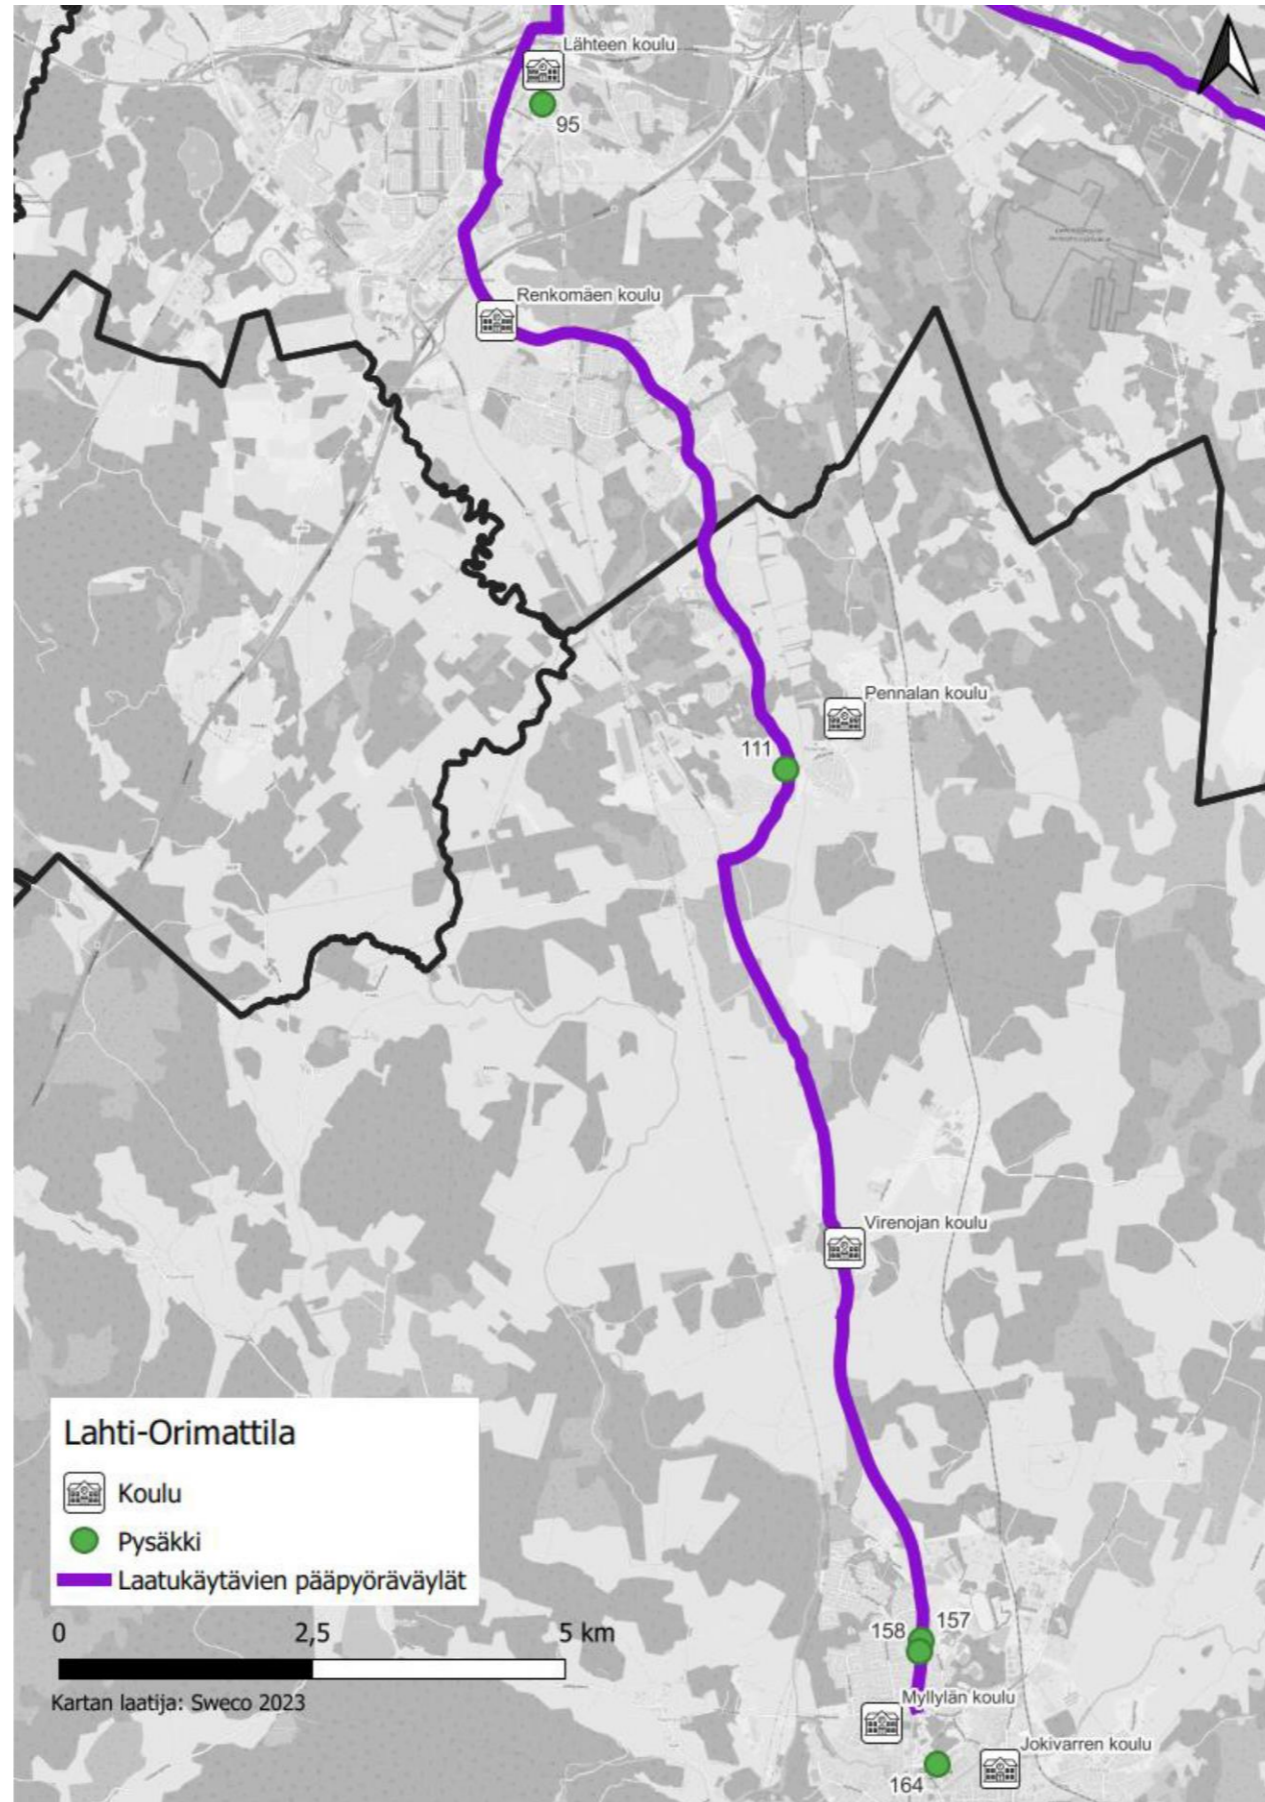 Lähteen koulu
95
Renkomäen koulu
Pennalan koulu
111
Virenojan koulu
Lahti-Orimattila
Koulu
Pysäkki
Laatukäytävien pääpyöräväylät
0 2,5 5 km
Kartan laatija: Sweco 2023
158 157
Myllylän koulu
Jokivarren koulu
164